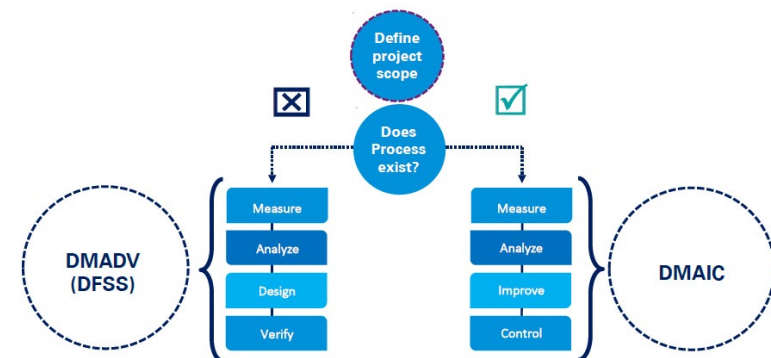 Define
project
scope
Does
Process
exist?
DMADV
(DFSS)
Measure
Analyze
Design
Verify
Measure
Analyze
Improve
Control
DMAIC